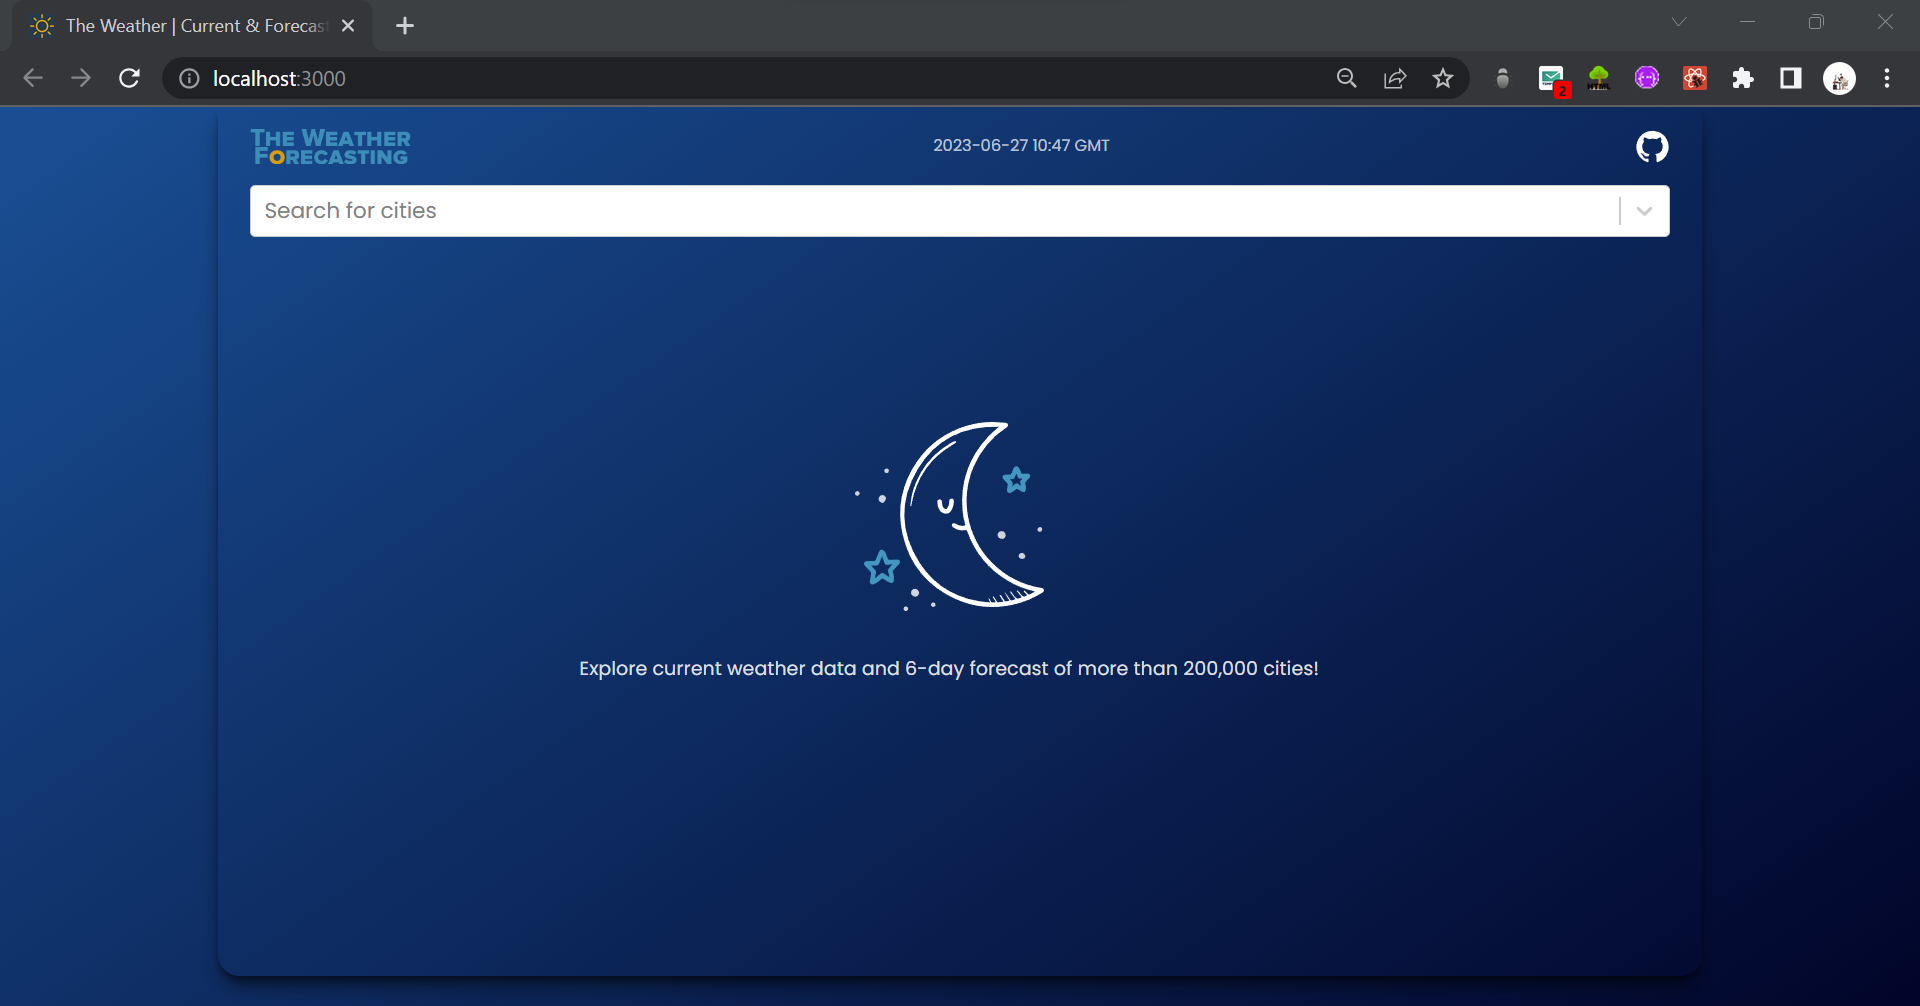 The Weather | Current & Forecas
localhost:3000
2
THE WEATHER
FORECASTING
2023-06-27 10:47 GMT
Search for cities
Explore current weather data and 6-day forecast of more than 200,000 cities!